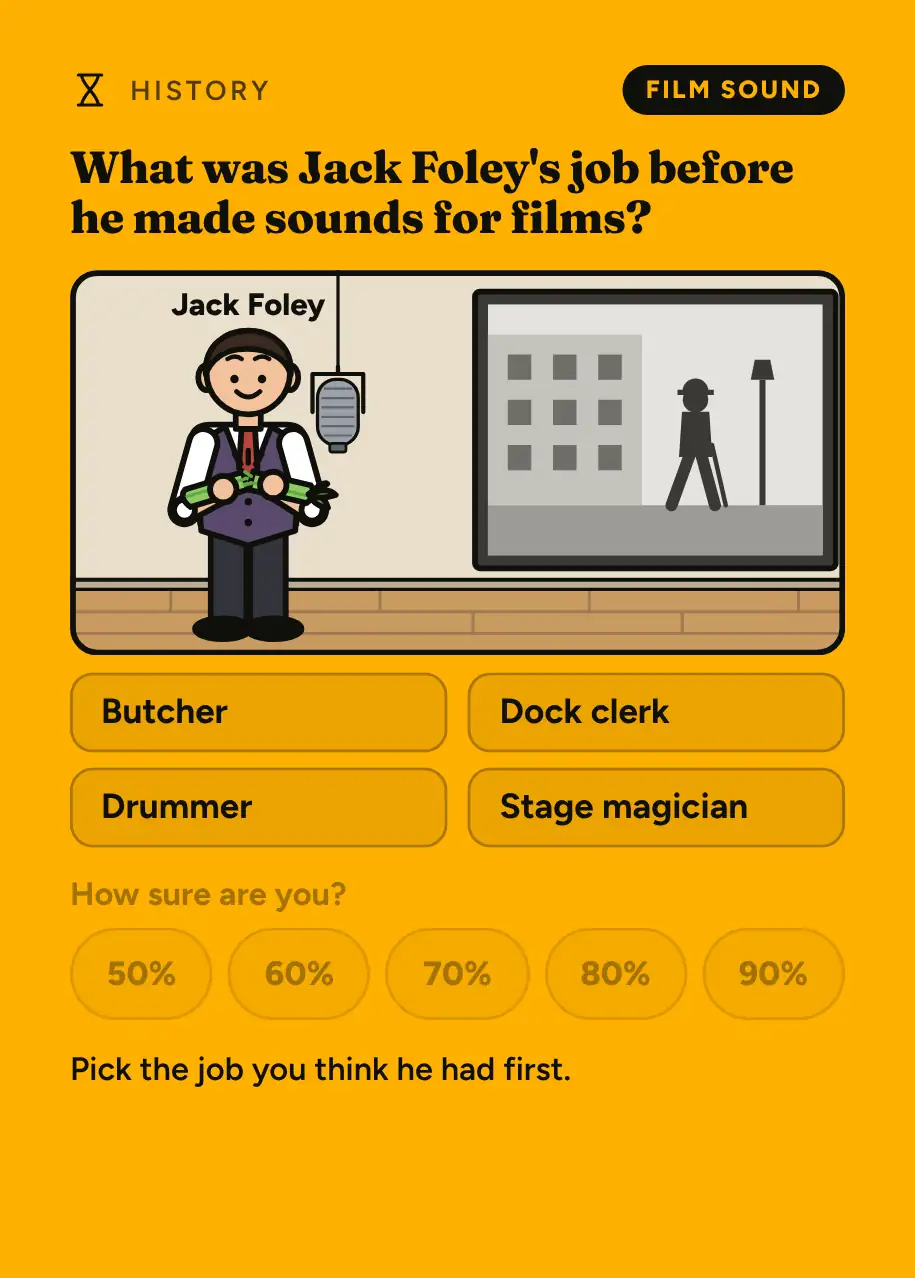 HISTORY
FILM SOUND
What was Jack Foley's job before
he made sounds for films?
Jack Foley
Butcher
Dock clerk
Drummer
Stage magician
How sure are you?
50%
60%
70%
80%
90%
Pick the job you think he had first.